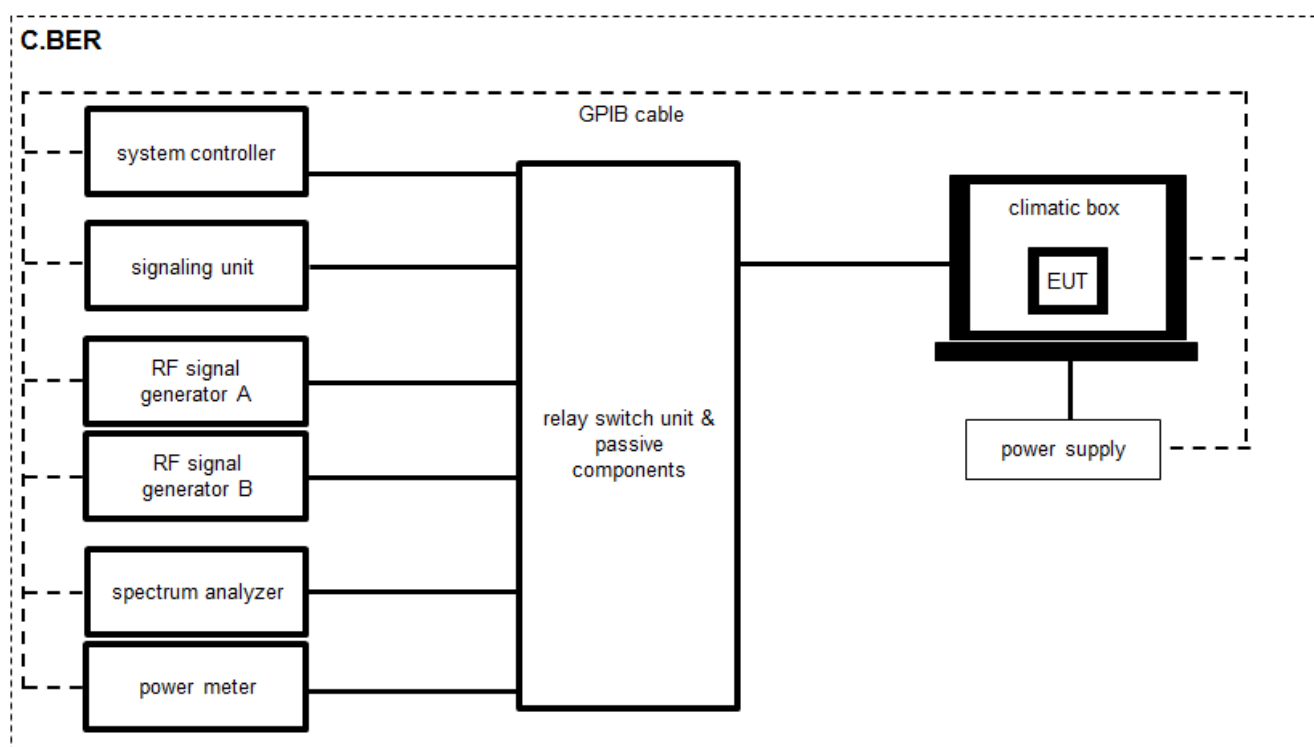 C.BER
GPIB cable
system controller
signaling unit
RF signal
generator A
RF signal
generator B
spectrum analyzer
power meter
relay switch unit &
passive
components
climatic box
EUT
power supply